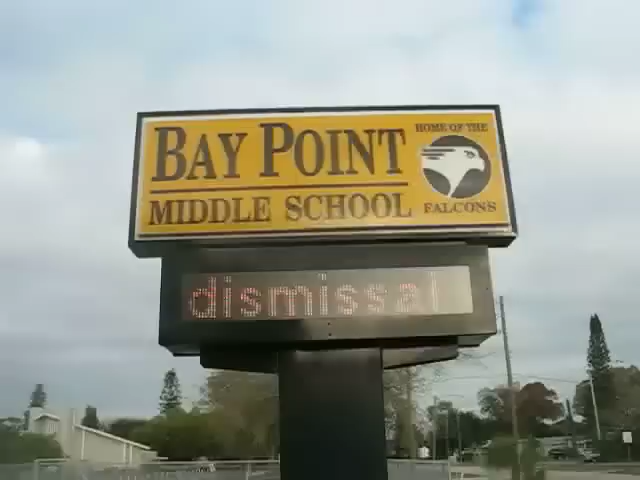 BAY POINT
MIDDLE SCHOOL
HOME OF THE
FALCONS
dismissal